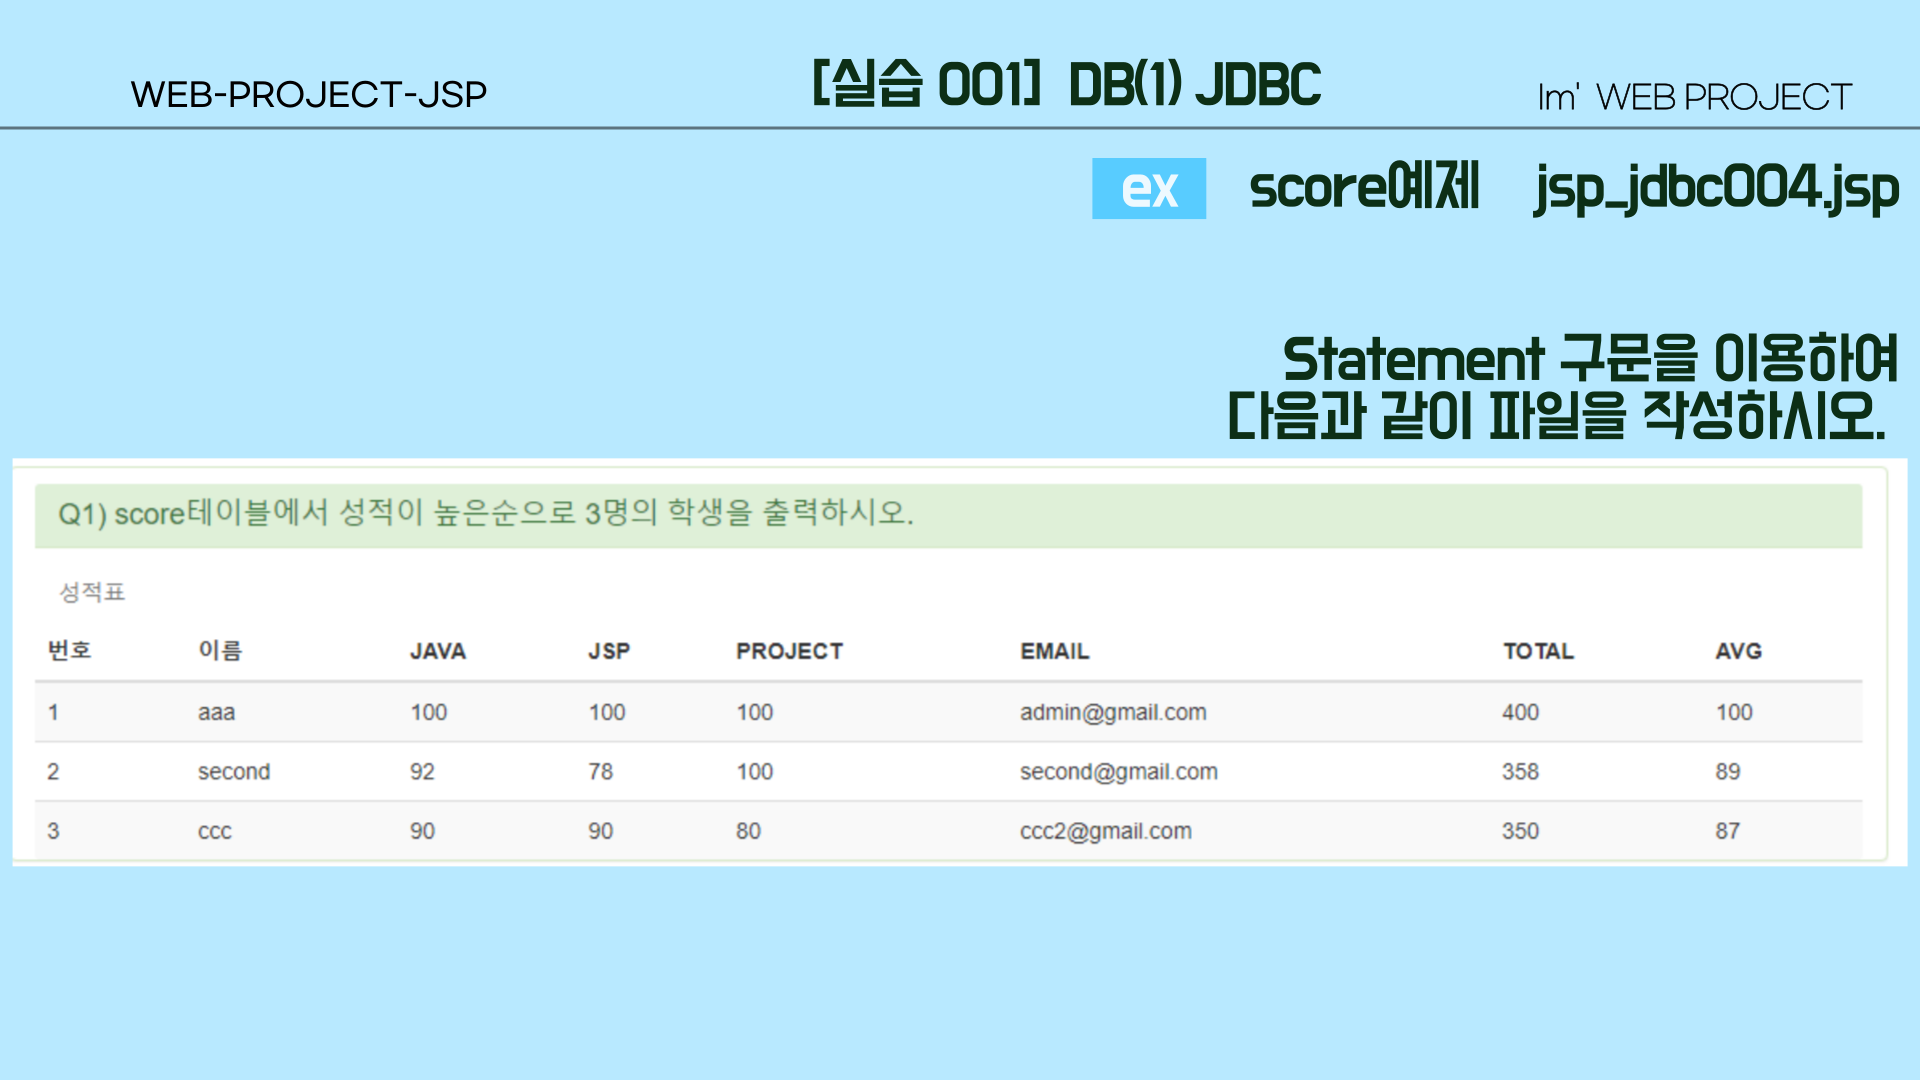 WEB-PROJECT-JSP
[실습 001] DB(1) JDBC
Im' WEB PROJECT
ex score예제 jsp_jdbc004.jsp
Statement 구문을 이용하여
다음과 같이 파일을 작성하시오.
Q1) score테이블에서 성적이 높은순으로 3명의 학생을 출력하시오.
성적표
번호 이름 JAVA JSP PROJECT EMAIL TOTAL AVG
1 aaa 100 100 100 admin@gmail.com 400 100
2 second 92 78 100 second@gmail.com 358 89
3 ccc 90 90 80 ccc2@gmail.com 350 87